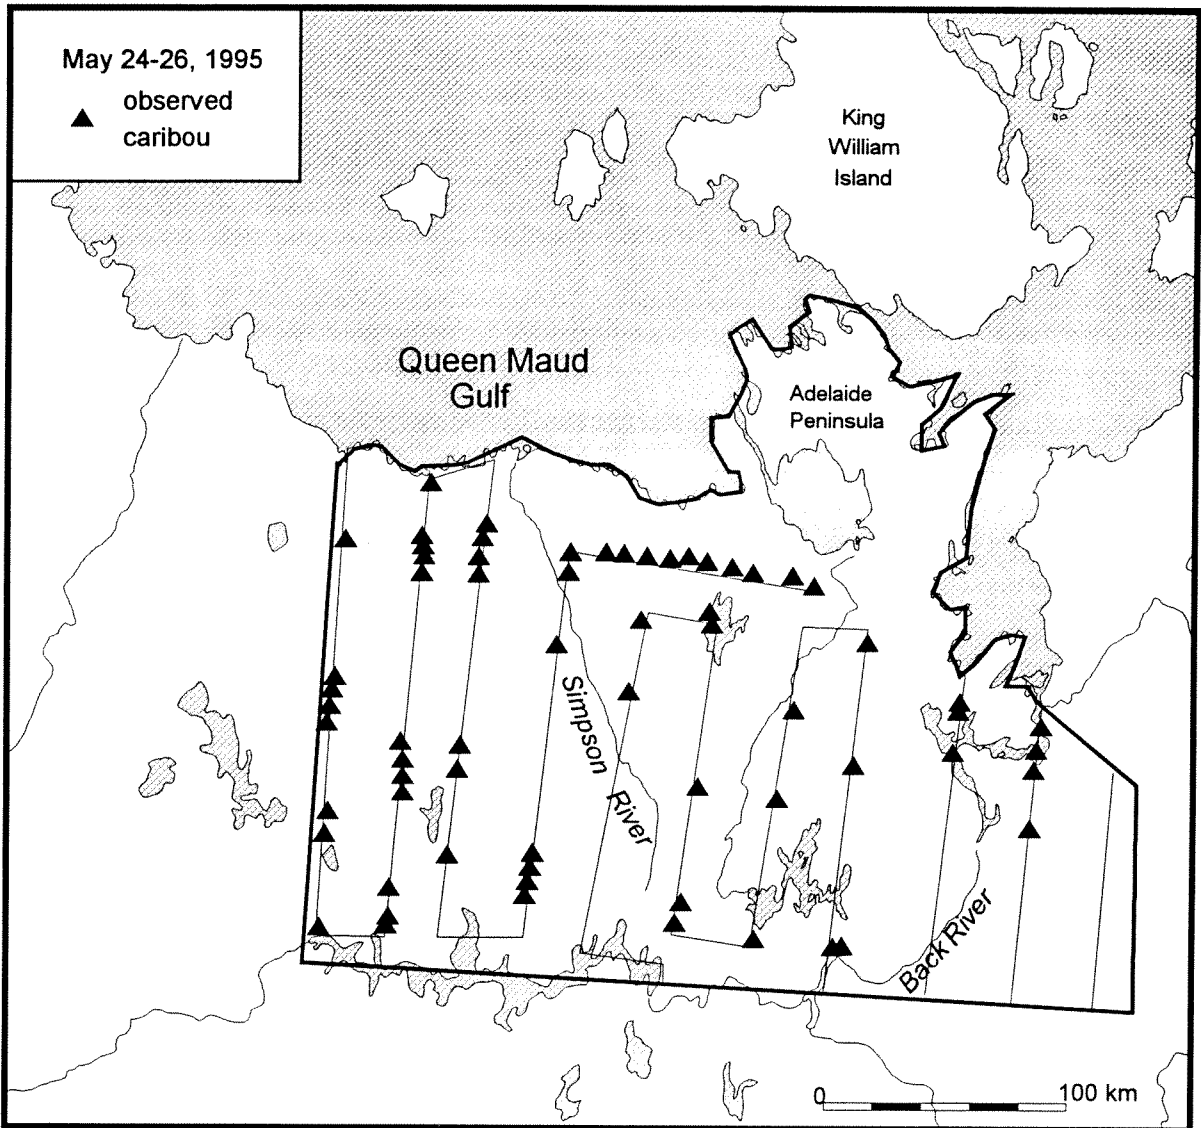 May 24-26, 1995
observed
caribou
King
William
Island
Queen Maud
Gulf
Adelaide
Peninsula
Simpson
River
Back River
0
100 km